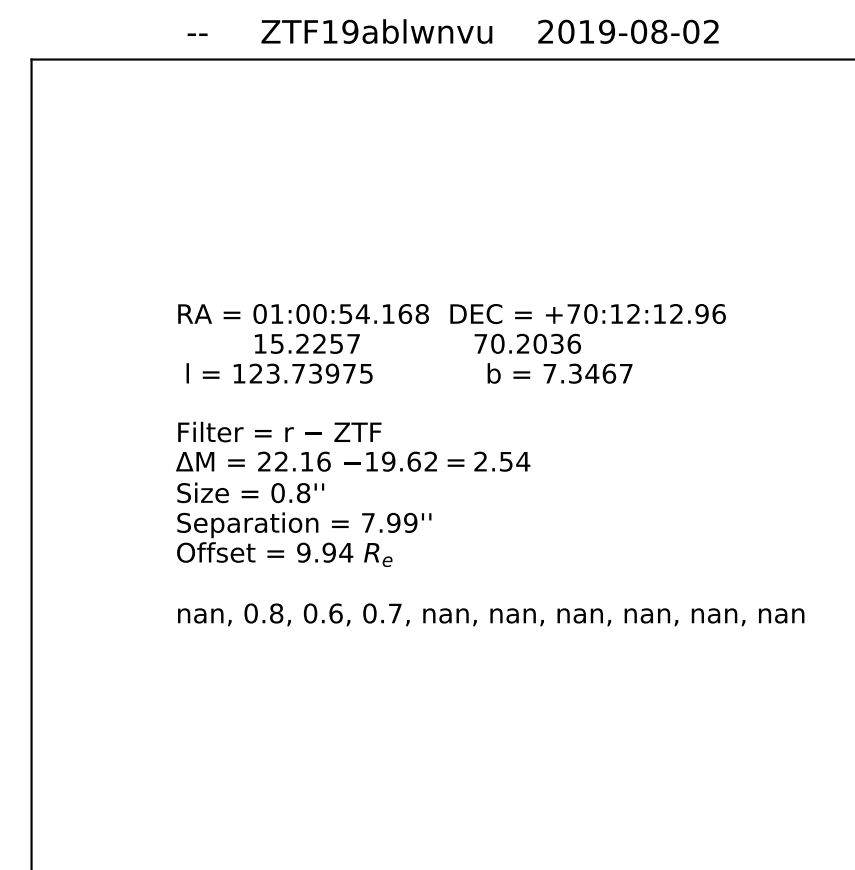 -- ZTF19ablwnvu 2019-08-02
RA = 01:00:54.168 DEC = +70:12:12.96
15.2257 70.2036
l = 123.73975 b = 7.3467
Filter = r − ZTF
ΔM = 22.16 −19.62 = 2.54
Size = 0.8''
Separation = 7.99''
Offset = 9.94 Rₑ
nan, 0.8, 0.6, 0.7, nan, nan, nan, nan, nan, nan